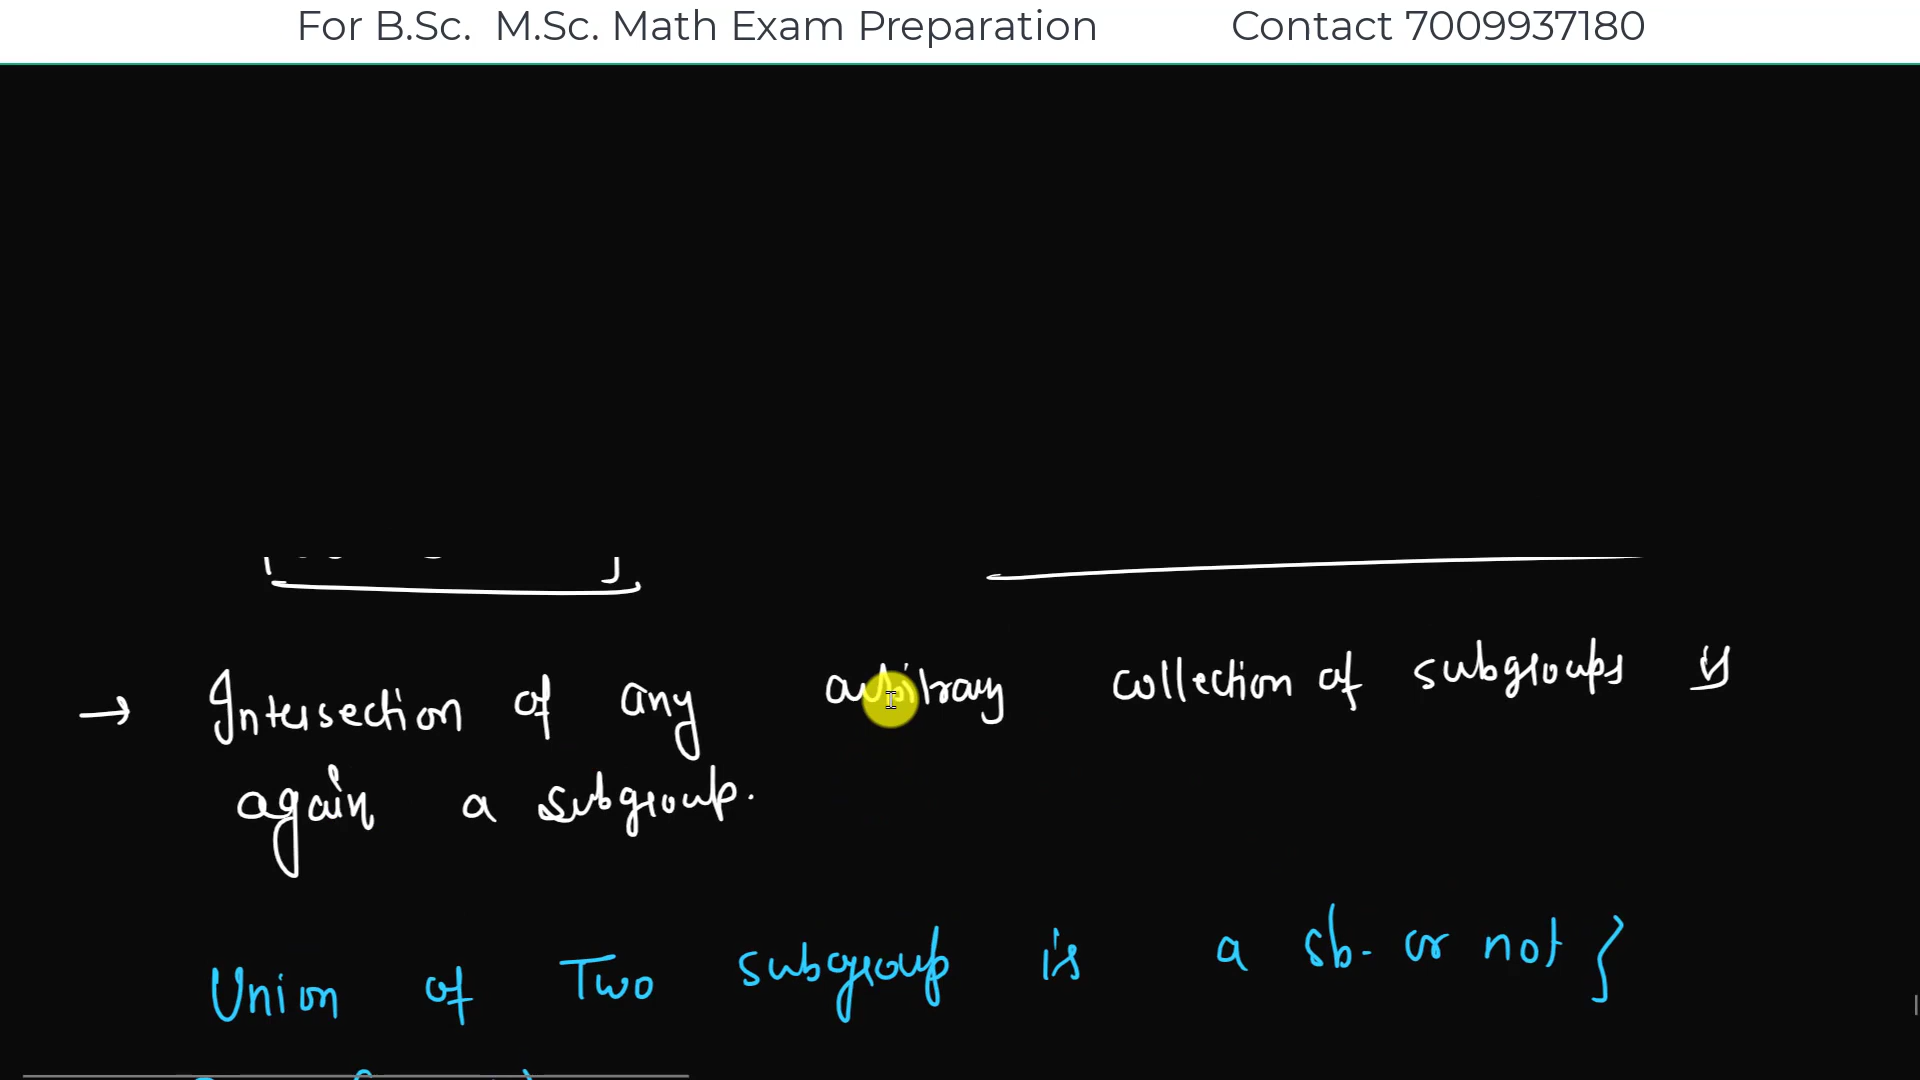 For B.Sc. M.Sc. Math Exam Preparation Contact 7009937180
→ Intersection of any arbitrary collection of subgroups is
again a subgroup.
Union of Two subgroup is a sb. or not }